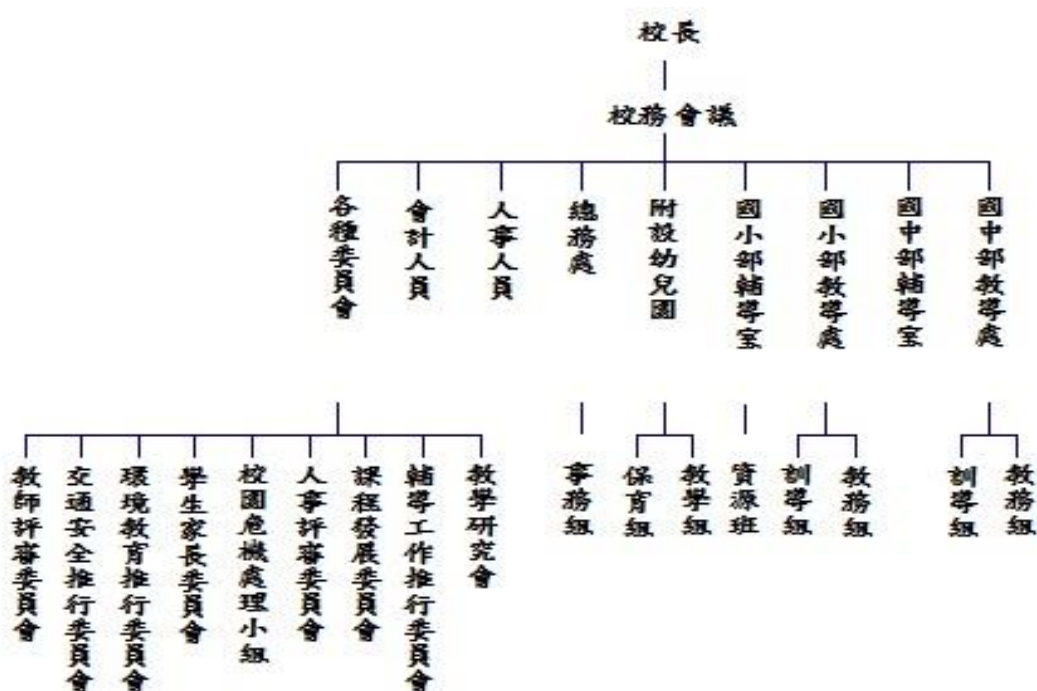 校長
校務會議
各種委員會
會計人員
人事人員
總務處
附設幼兒園
國小部輔導室
國小部教導處
國中部輔導室
國中部教導處
教師評審委員會
交通安全推行委員會
環境教育推行委員會
學生家長委員會
校園危機處理小組
人事評審委員會
課程發展委員會
輔導工作推行委員會
教學研究會
事務組
保育組
教學組
資源班
訓導組
教務組
訓導組
教務組